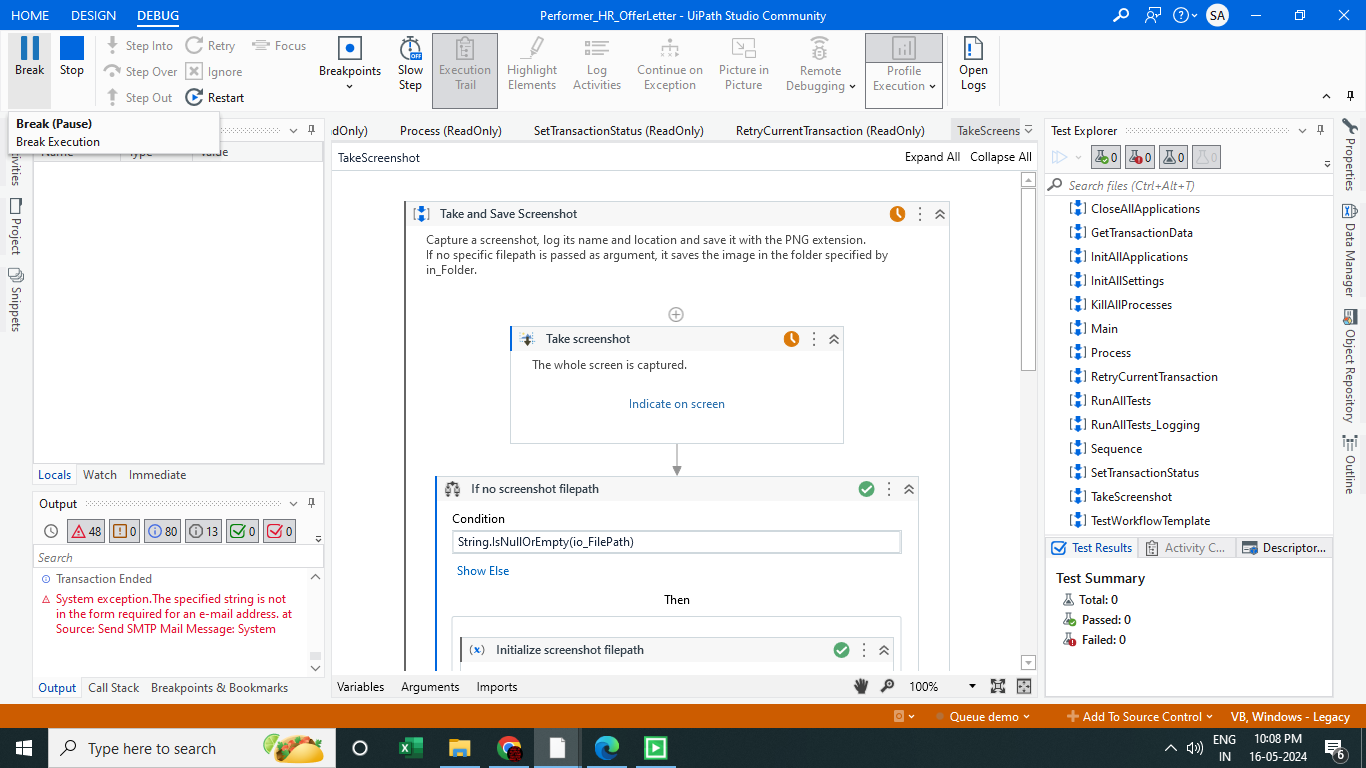 HOME DESIGN DEBUG
Performer_HR_OfferLetter - UiPath Studio Community
SA
Break
Stop
Step Into
Step Over
Step Out
Retry
Ignore
Restart
Focus
Breakpoints
Slow
Step
OFF
Execution
Trail
Highlight
Elements
Log
Activities
Continue on
Exception
Picture in
Picture
Remote
Debugging
Profile
Execution
Open
Logs
Break (Pause)
Break Execution
Name Type Value
Project
Snippets
Locals Watch Immediate
Output
48 0 80 13 0 0
Search
Transaction Ended
System exception.The specified string is not
in the form required for an e-mail address. at
Source: Send SMTP Mail Message: System
Output Call Stack Breakpoints & Bookmarks
Process (ReadOnly) SetTransactionStatus (ReadOnly) RetryCurrentTransaction (ReadOnly) TakeScreens
TakeScreenshot
Expand All Collapse All
Take and Save Screenshot
Capture a screenshot, log its name and location and save it with the PNG extension.
If no specific filepath is passed as argument, it saves the image in the folder specified by
in_Folder.
Take screenshot
The whole screen is captured.
Indicate on screen
If no screenshot filepath
Condition
String.IsNullOrEmpty(io_FilePath)
Show Else
Then
(x) Initialize screenshot filepath
Variables Arguments Imports
100%
Test Explorer
0 0 0 0
Search files (Ctrl+Alt+T)
CloseAllApplications
GetTransactionData
InitAllApplications
InitAllSettings
KillAllProcesses
Main
Process
RetryCurrentTransaction
RunAllTests
RunAllTests_Logging
Sequence
SetTransactionStatus
TakeScreenshot
TestWorkflowTemplate
Test Results Activity C... Descriptor...
Test Summary
Total: 0
Passed: 0
Failed: 0
Properties
Data Manager
Object Repository
Outline
Queue demo
Add To Source Control
VB, Windows - Legacy
Type here to search
ENG
IN
10:08 PM
16-05-2024
6